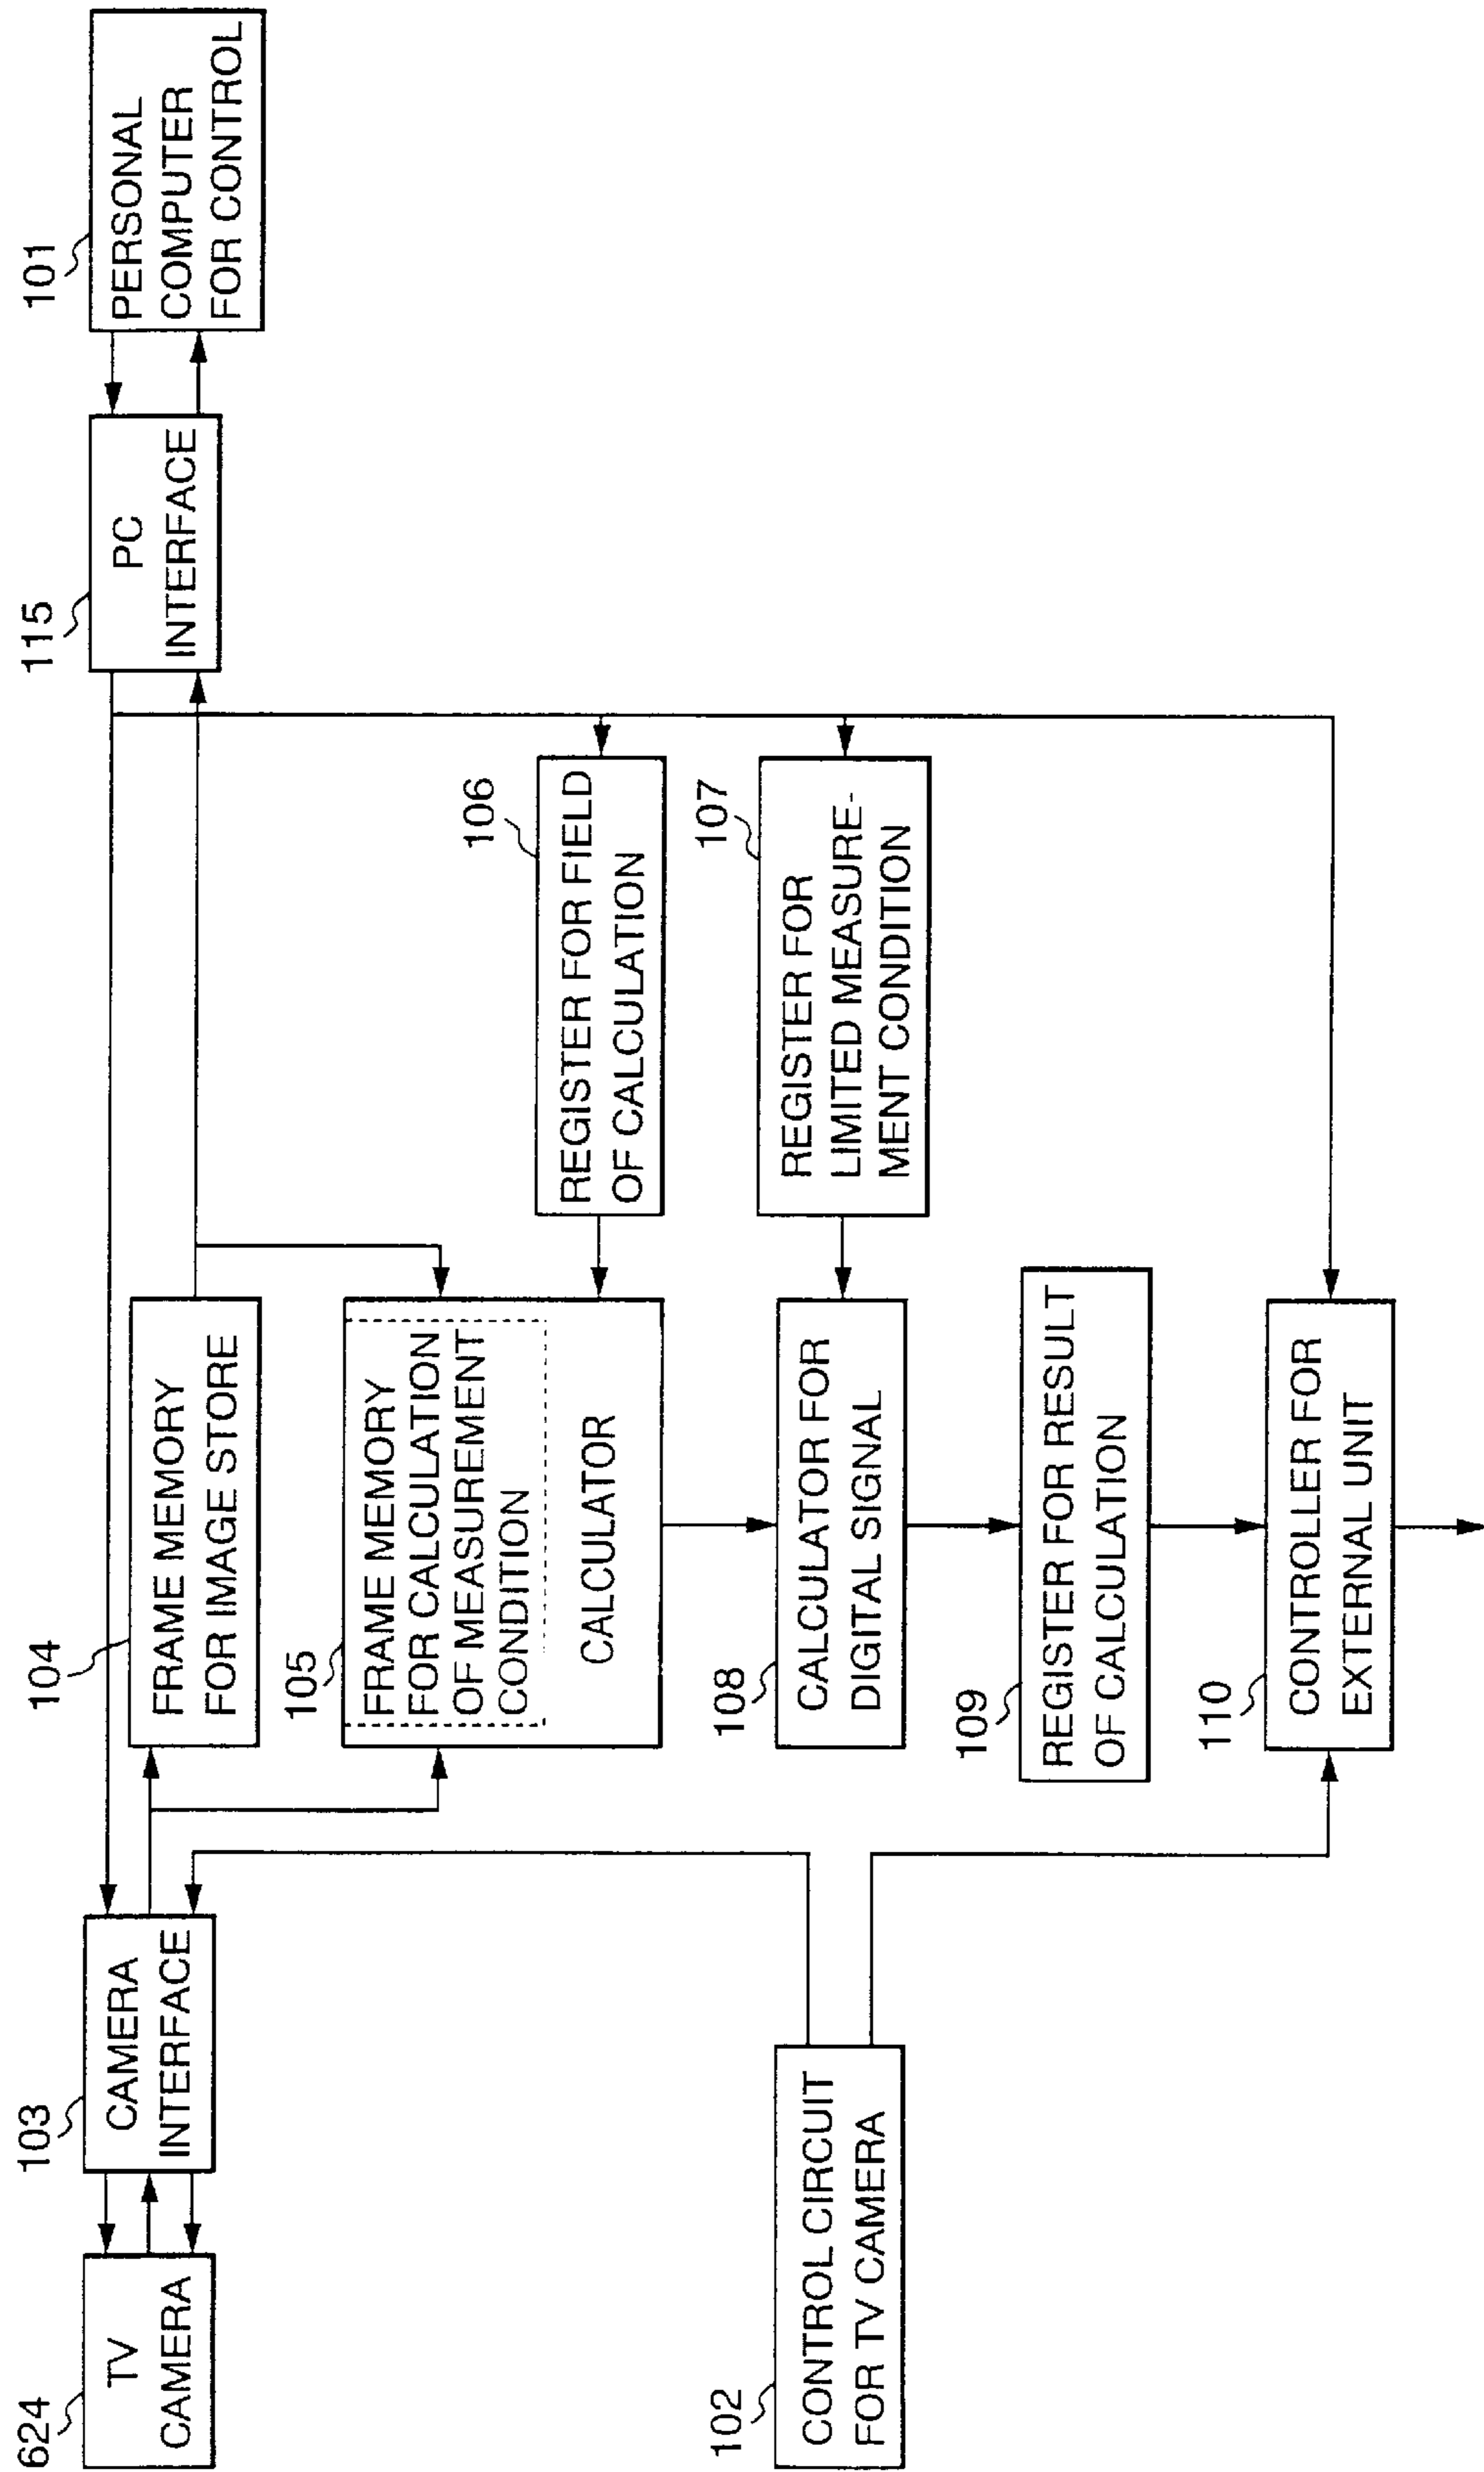 624
TV
CAMERA
103
CAMERA
INTERFACE
104
FRAME MEMORY
FOR IMAGE STORE
115
PC
INTERFACE
101
PERSONAL
COMPUTER
FOR CONTROL
105
FRAME MEMORY
FOR CALCULATION
OF MEASUREMENT
CONDITION
CALCULATOR
106
REGISTER FOR FIELD
OF CALCULATION
102
CONTROL CIRCUIT
FOR TV CAMERA
108
CALCULATOR FOR
DIGITAL SIGNAL
107
REGISTER FOR
LIMITED MEASURE-
MENT CONDITION
109
REGISTER FOR RESULT
OF CALCULATION
110
CONTROLLER FOR
EXTERNAL UNIT